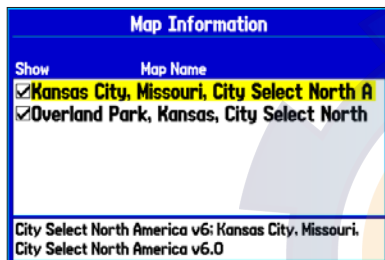 Map Information
Show Map Name
Kansas City, Missouri, City Select North A
Overland Park, Kansas, City Select North
City Select North America v6; Kansas City, Missouri,
City Select North America v6.0